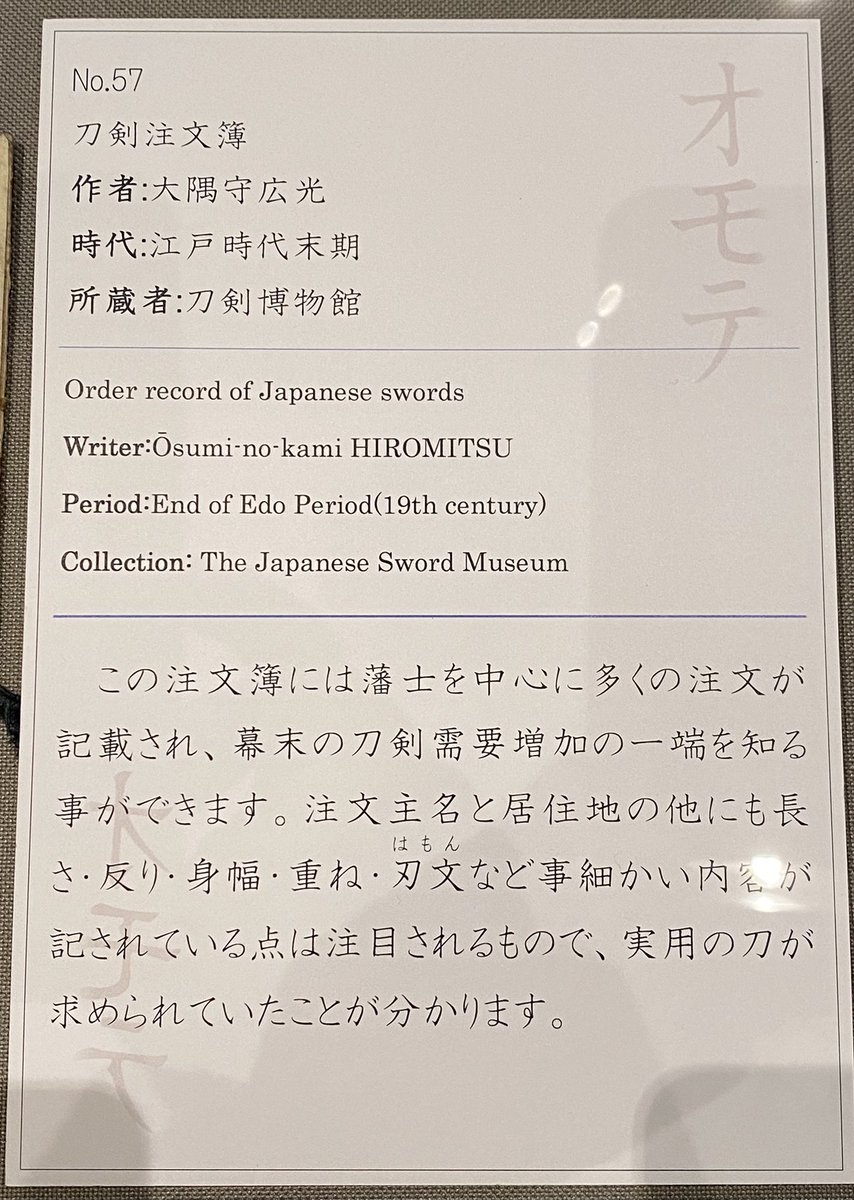 No.57
刀剣注文簿
作者:大隅守広光
時代:江戸時代末期
所蔵者:刀剣博物館
オモテ
Order record of Japanese swords
Writer:Ōsumi-no-kami HIROMITSU
Period:End of Edo Period(19th century)
Collection: The Japanese Sword Museum
この注文簿には藩士を中心に多くの注文が
記載され、幕末の刀剣需要増加の一端を知る
事ができます。注文主名と居住地の他にも長
はもん
さ・反り・身幅・重ね・刃文など事細かい内容が
記されている点は注目されるもので、実用の刀が
求められていたことが分かります。
オモテ